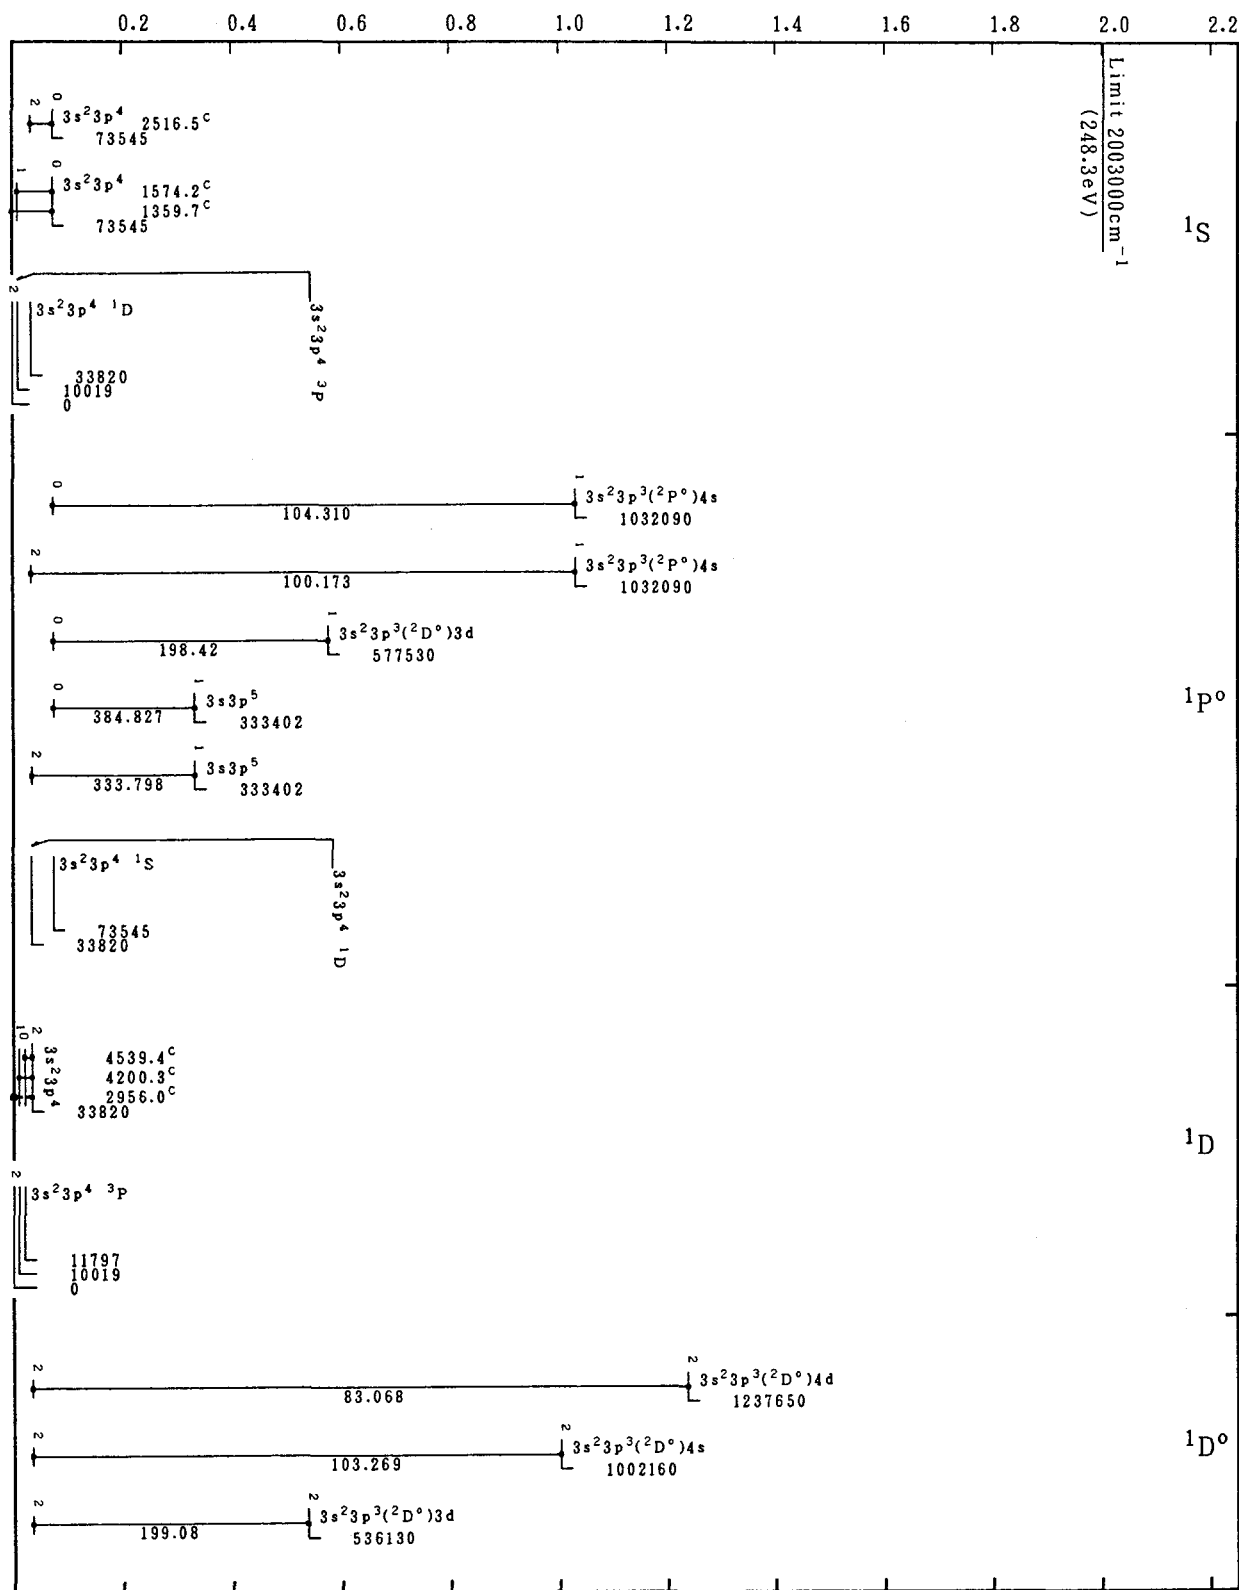 0.2 0.4 0.6 0.8 1.0 1.2 1.4 1.6 1.8 2.0 2.2
Limit 2003000cm⁻¹
(248.3eV)
¹S
2 0 3s²3p⁴ 2516.5ᶜ
73545
1 0 3s²3p⁴ 1574.2ᶜ
1359.7ᶜ
73545
2 3s²3p⁴ ¹D
3s²3p⁴ ³P
33820
10019
0
¹P°
0 1 3s²3p³(²P°)4s
104.310 1032090
2 1 3s²3p³(²P°)4s
100.173 1032090
0 1 3s²3p³(²D°)3d
198.42 577530
0 1 3s3p⁵
384.827 333402
2 1 3s3p⁵
333.798 333402
3s²3p⁴ ¹S
3s²3p⁴ ¹D
73545
33820
¹D
1 0 2 3s²3p⁴
4539.4ᶜ
4200.3ᶜ
2956.0ᶜ
33820
2 3s²3p⁴ ³P
11797
10019
0
¹D°
2 2 3s²3p³(²D°)4d
83.068 1237650
2 2 3s²3p³(²D°)4s
103.269 1002160
2 2 3s²3p³(²D°)3d
199.08 536130